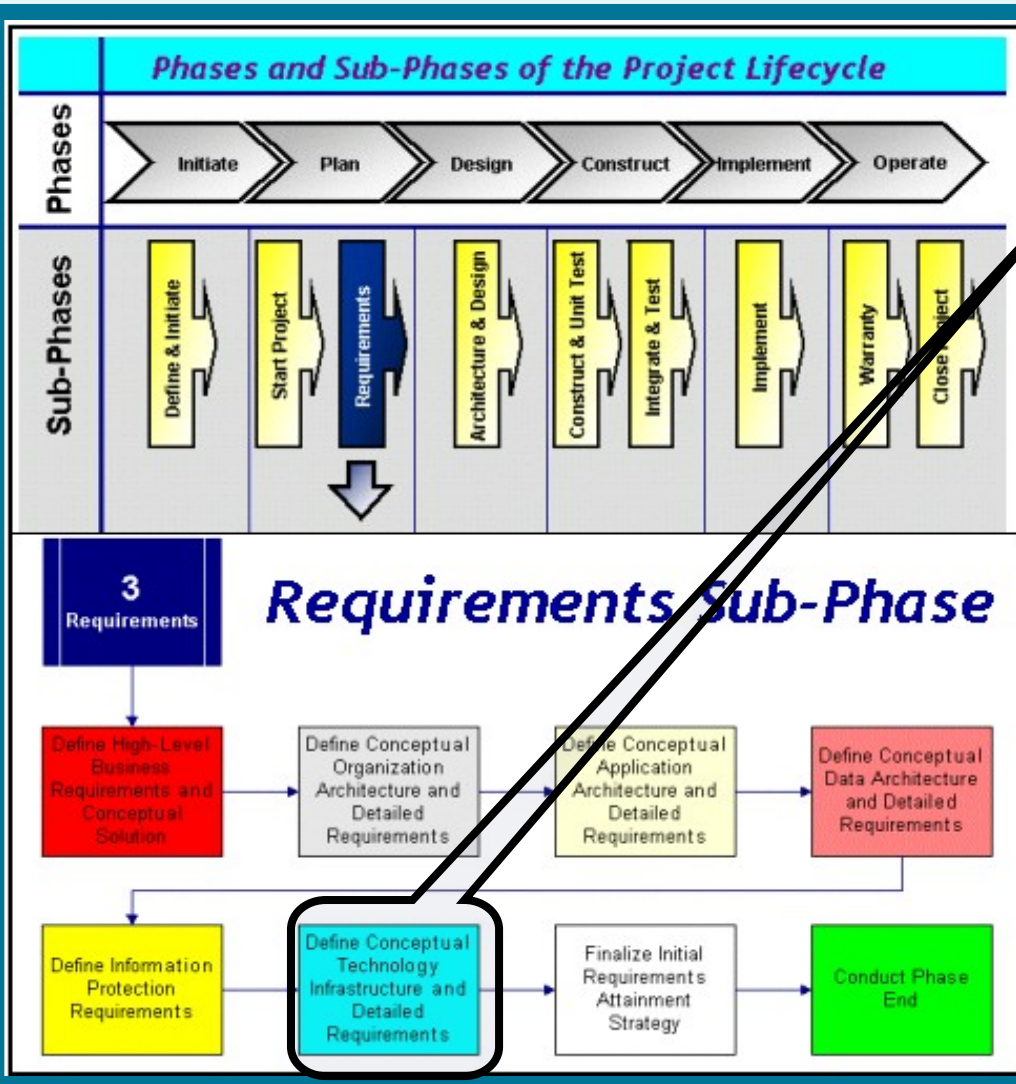 Phases and Sub-Phases of the Project Lifecycle
Phases
Initiate
Plan
Design
Construct
Implement
Operate
Sub-Phases
Define & Initiate
Start Project
Requirements
Architecture & Design
Construct & Unit Test
Integrate & Test
Implement
Warranty
Close Project
3
Requirements
Requirements Sub-Phase
Define High-Level
Business
Requirements and
Conceptual
Solution
Define Conceptual
Organization
Architecture and
Detailed
Requirements
Define Conceptual
Application
Architecture and
Detailed
Requirements
Define Conceptual
Data Architecture
and Detailed
Requirements
Define Information
Protection
Requirements
Define Conceptual
Technology
Infrastructure and
Detailed
Requirements
Finalize Initial
Requirements
Attainment
Strategy
Conduct Phase
End